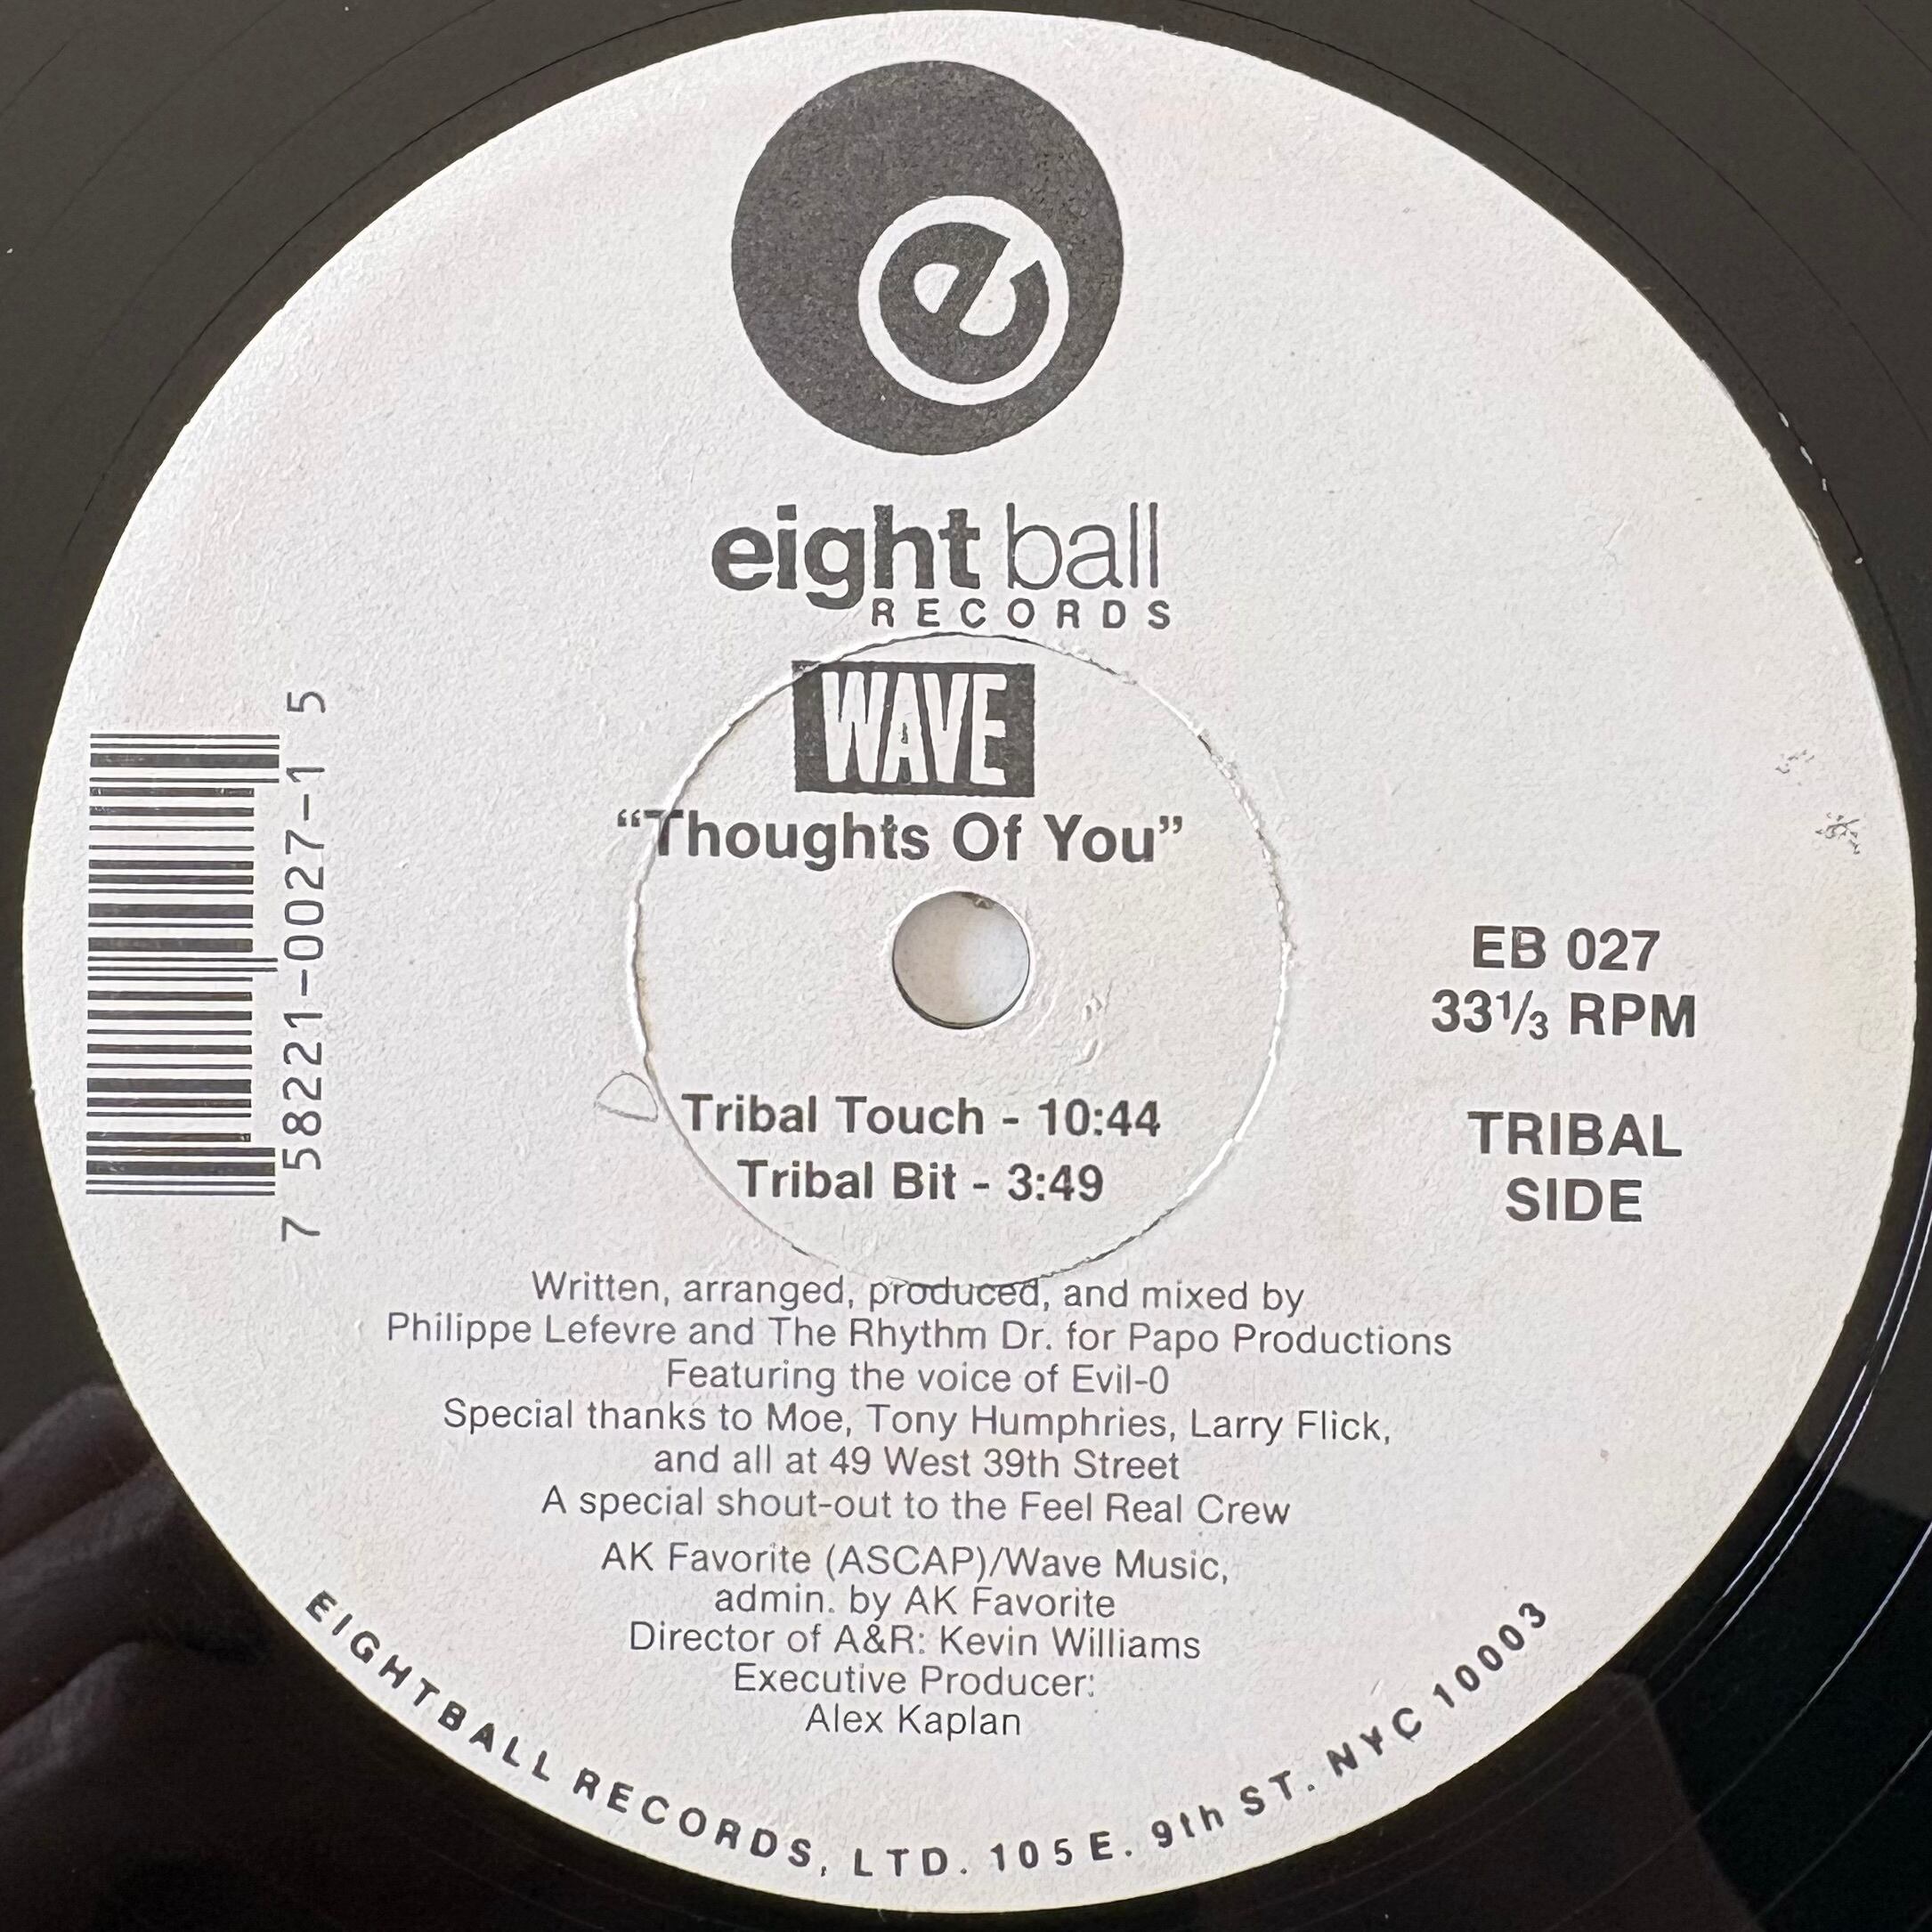 e
eight ball
RECORDS
WAVE
“Thoughts Of You”
7 58221-0027-1 5
EB 027
33⅓ RPM
TRIBAL
SIDE
Tribal Touch - 10:44
Tribal Bit - 3:49
Written, arranged, produced, and mixed by
Philippe Lefevre and The Rhythm Dr. for Papo Productions
Featuring the voice of Evil-0
Special thanks to Moe, Tony Humphries, Larry Flick,
and all at 49 West 39th Street
A special shout-out to the Feel Real Crew
AK Favorite (ASCAP)/Wave Music,
admin. by AK Favorite
Director of A&R: Kevin Williams
Executive Producer:
Alex Kaplan
EIGHTBALL RECORDS, LTD. 105 E. 9th ST. NYC 10003